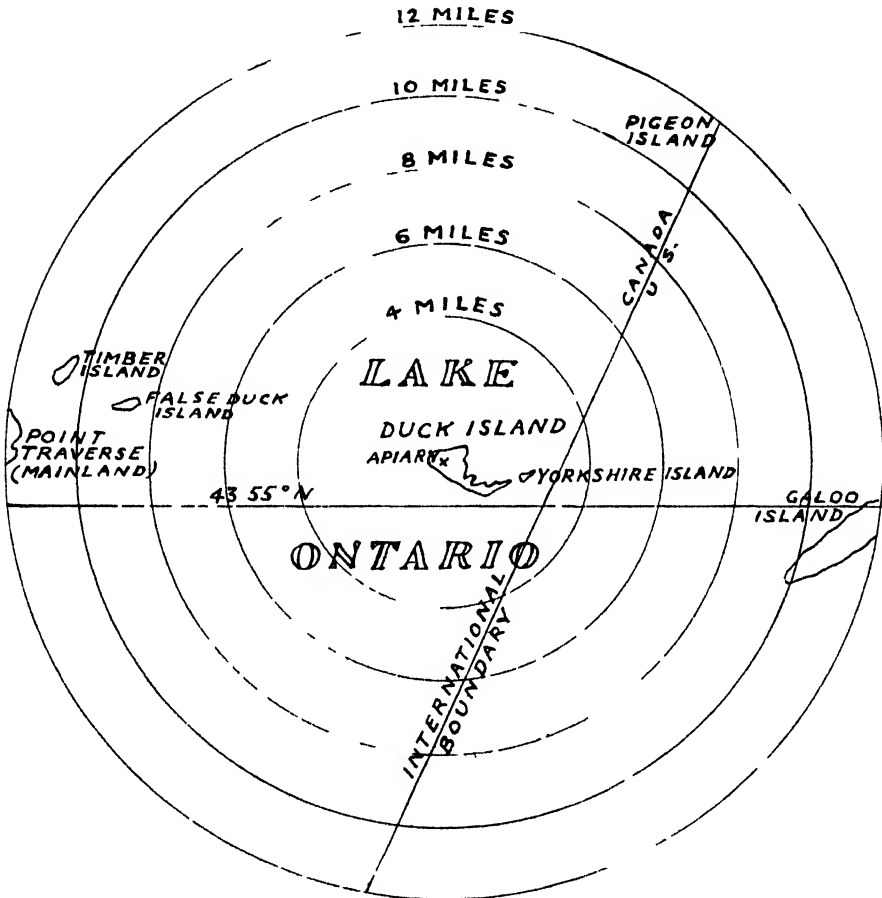 12 MILES
10 MILES
PIGEON
ISLAND
8 MILES
CANADA
U S.
6 MILES
4 MILES
TIMBER
ISLAND
LAKE
FALSE DUCK
ISLAND
DUCK ISLAND
POINT
TRAVERSE
(MAINLAND)
APIARY
X
YORKSHIRE ISLAND
43 55° N
GALOO
ISLAND
ONTARIO
INTERNATIONAL
BOUNDARY